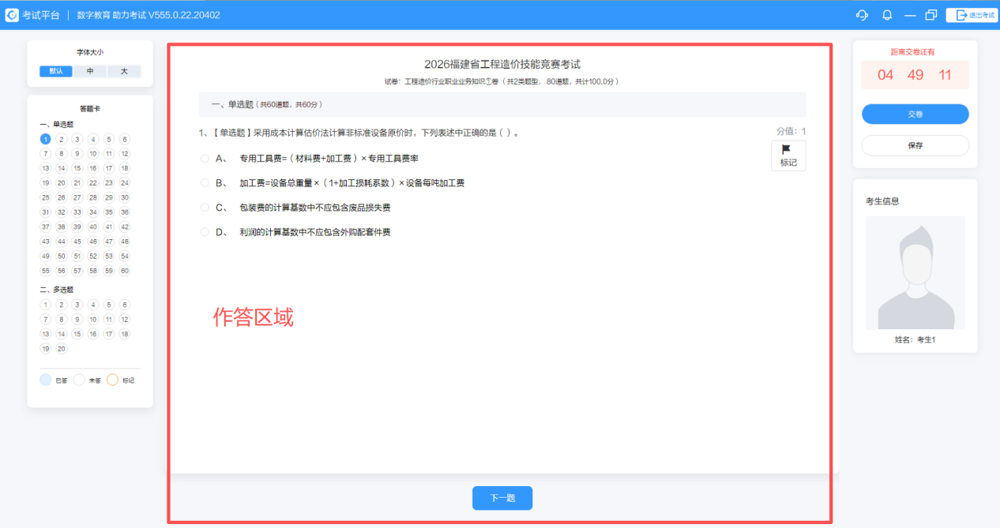 考试平台 | 数字教育 助力考试 V555.0.22.20402
退出考试
字体大小
默认 中 大
答题卡
一、单选题
1 2 3 4 5 6
7 8 9 10 11 12
13 14 15 16 17 18
19 20 21 22 23 24
25 26 27 28 29 30
31 32 33 34 35 36
37 38 39 40 41 42
43 44 45 46 47 48
49 50 51 52 53 54
55 56 57 58 59 60
二、多选题
1 2 3 4 5 6
7 8 9 10 11 12
13 14 15 16 17 18
19 20
已答 未答 标记
2026福建省工程造价技能竞赛考试
试卷：工程造价行业职业业务知识①卷（共2类题型， 80道题，共计100.0分）
一、单选题（共60道题，共60分）
1、【单选题】采用成本计算估价法计算非标准设备原价时，下列表述中正确的是（ ）。
分值：1
标记
A、 专用工具费=（材料费+加工费）×专用工具费率
B、 加工费=设备总重量×（1+加工损耗系数）×设备每吨加工费
C、 包装费的计算基数中不应包含废品损失费
D、 利润的计算基数中不应包含外购配套件费
作答区域
下一题
距离交卷还有
04 49 11
交卷
保存
考生信息
姓名：考生1